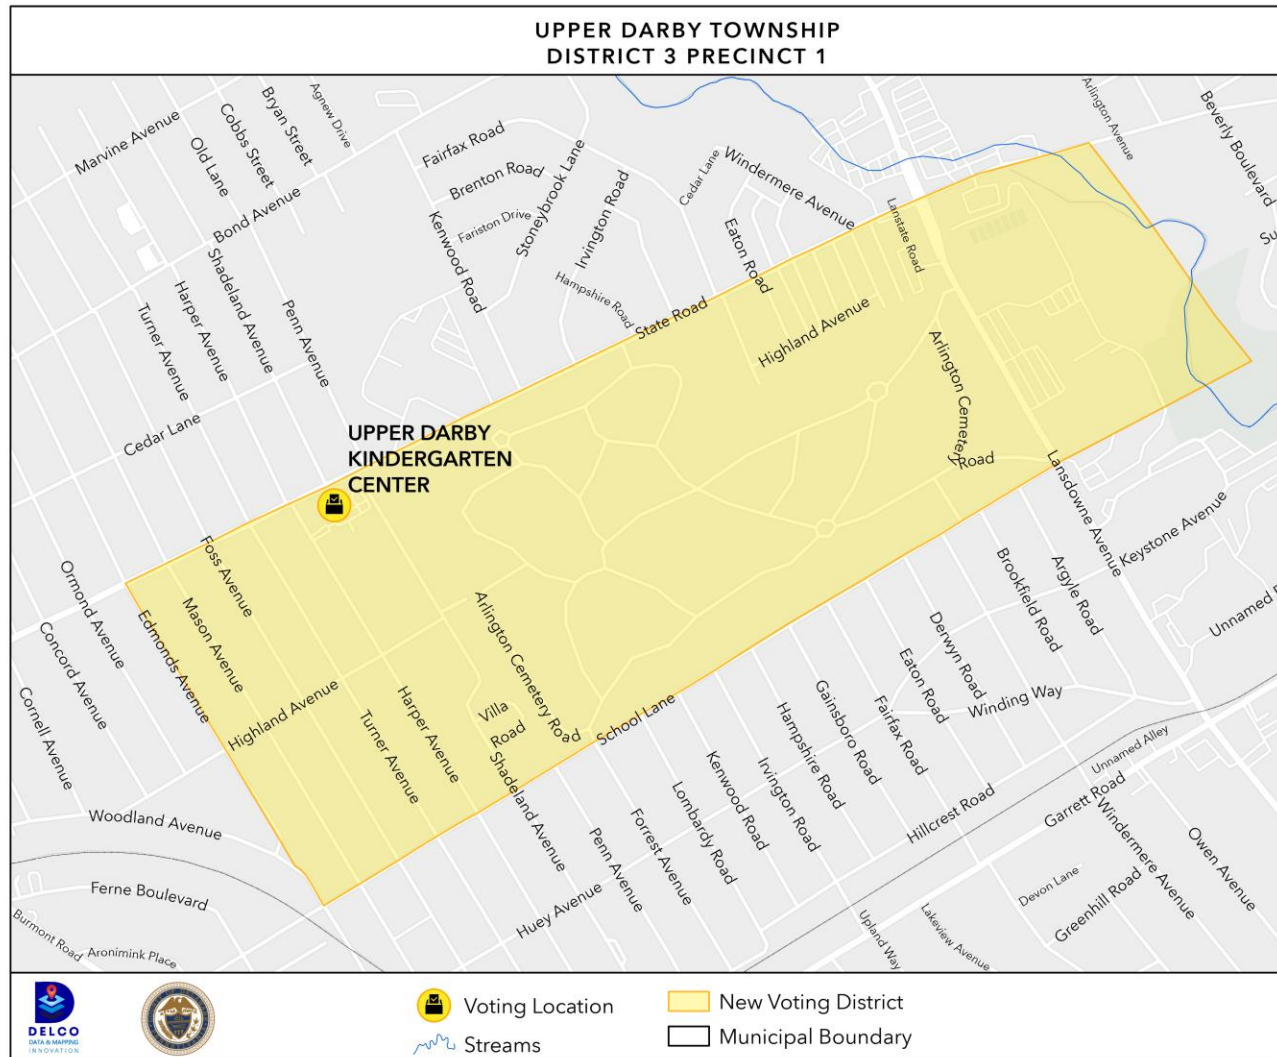 UPPER DARBY TOWNSHIP
DISTRICT 3 PRECINCT 1
Marvine Avenue
Old Lane
Cobbs Street
Bryan Street
Agnew Drive
Bond Avenue
Fairfax Road
Brenton Road
Fariston Drive
Kenwood Road
Stoneybrook Lane
Irvington Road
Hampshire Road
Cedar Lane
Windermere Avenue
Eaton Road
Lanstate Road
Arlington Avenue
Beverly Boulevard
Su
Turner Avenue
Harper Avenue
Shadeland Avenue
Penn Avenue
Cedar Lane
State Road
Highland Avenue
Arlington Cemetery
Road
UPPER DARBY
KINDERGARTEN
CENTER
Lansdowne Avenue
Keystone Avenue
Ormond Avenue
Concord Avenue
Cornell Avenue
Edmonds Avenue
Mason Avenue
Foss Avenue
Highland Avenue
Turner Avenue
Harper Avenue
Villa
Road
Arlington Cemetery Road
School Lane
Shadeland Avenue
Penn Avenue
Forrest Avenue
Lombardy Road
Kenwood Road
Irvington Road
Hampshire Road
Gainsboro Road
Fairfax Road
Eaton Road
Derwyn Road
Brookfield Road
Argyle Road
Winding Way
Unnamed
Unnamed Alley
Hillcrest Road
Garrett Road
Windermere Avenue
Owen Avenue
Devon Lane
Greenhill Road
Lakeview Avenue
Upland Way
Huey Avenue
Woodland Avenue
Ferne Boulevard
Burmont Road
Aronimink Place
DELCO
DATA & MAPPING
INNOVATION
Voting Location
Streams
New Voting District
Municipal Boundary